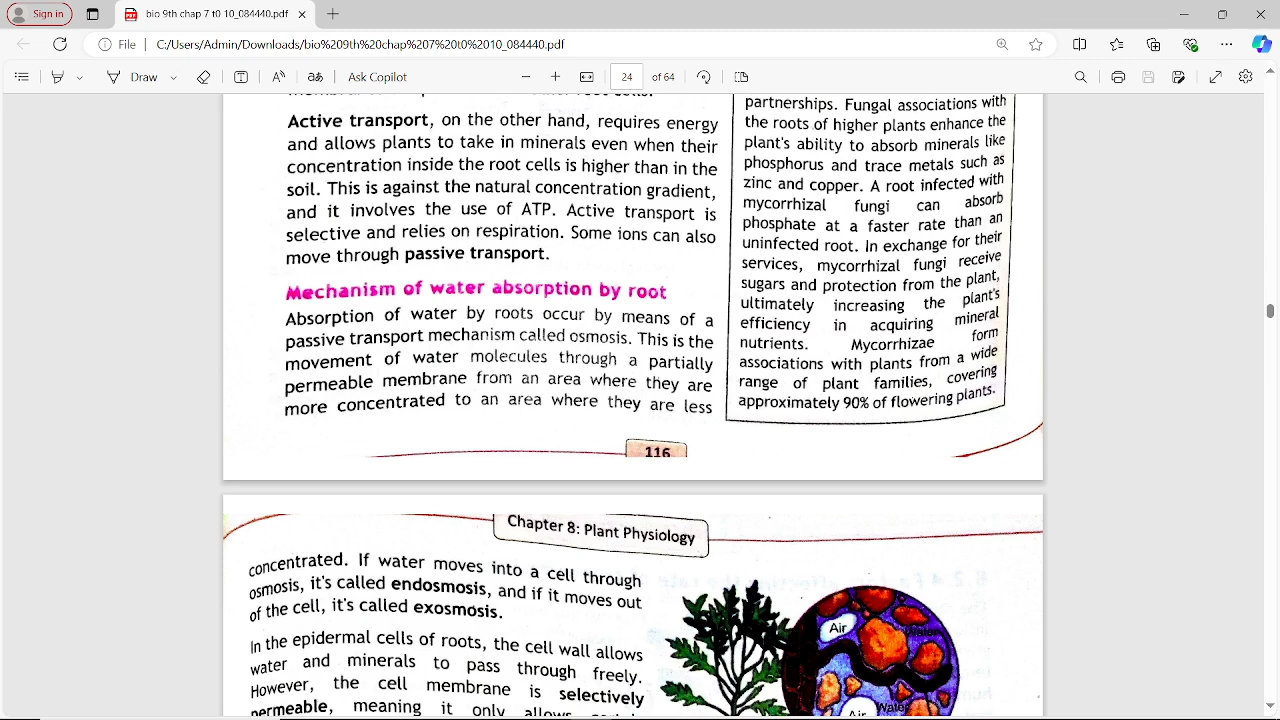 Sign in
bio 9th chap 7 t0 10_084440.pdf
File
C:/Users/Admin/Downloads/bio%209th%20chap%207%20t0%2010_084440.pdf
Draw
Ask Copilot
24 of 64
Active transport, on the other hand, requires energy
and allows plants to take in minerals even when their
concentration inside the root cells is higher than in the
soil. This is against the natural concentration gradient,
and it involves the use of ATP. Active transport is
selective and relies on respiration. Some ions can also
move through passive transport.
Mechanism of water absorption by root
Absorption of water by roots occur by means of a
passive transport mechanism called osmosis. This is the
movement of water molecules through a partially
permeable membrane from an area where they are
more concentrated to an area where they are less
partnerships. Fungal associations with
the roots of higher plants enhance the
plant's ability to absorb minerals like
phosphorus and trace metals such as
zinc and copper. A root infected with
mycorrhizal fungi can absorb
phosphate at a faster rate than an
uninfected root. In exchange for their
services, mycorrhizal fungi receive
sugars and protection from the plant,
ultimately increasing the plant's
efficiency in acquiring mineral
nutrients. Mycorrhizae form
associations with plants from a wide
range of plant families, covering
approximately 90% of flowering plants.
116
Chapter 8: Plant Physiology
concentrated. If water moves into a cell through
osmosis, it's called endosmosis, and if it moves out
of the cell, it's called exosmosis.
In the epidermal cells of roots, the cell wall allows
water and minerals to pass through freely.
However, the cell membrane is selectively
permeable, meaning it only allows
Air
Water
Air
Water